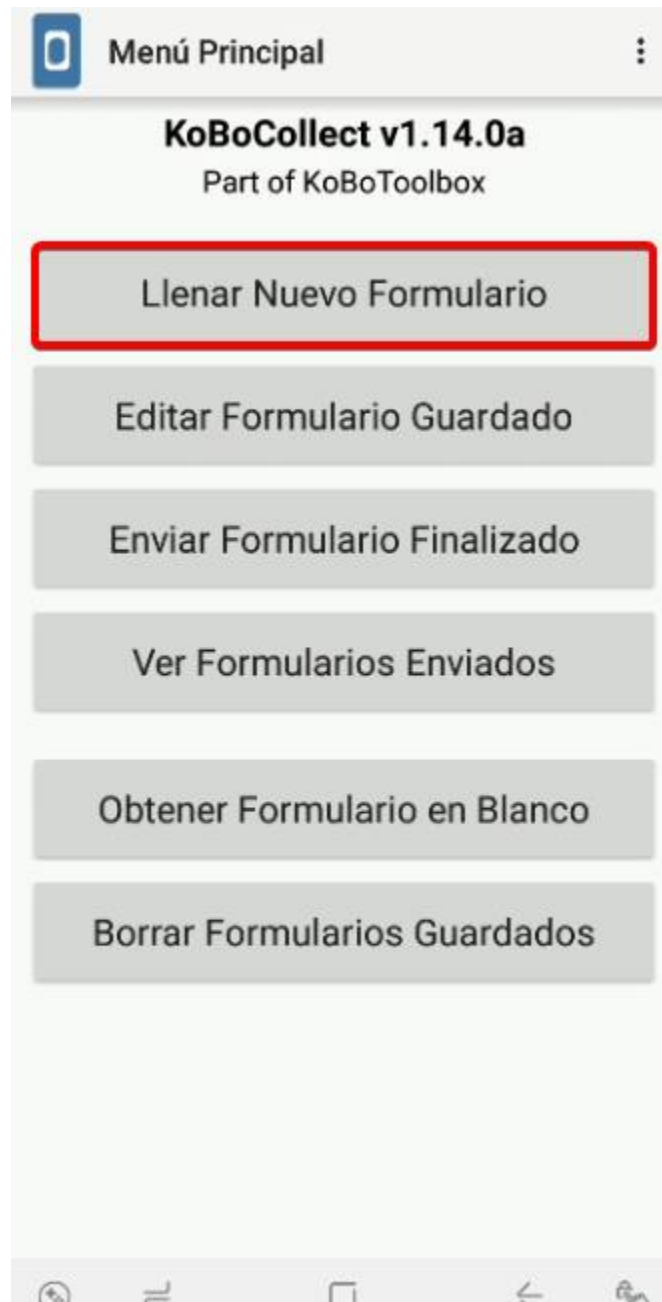 Menú Principal
KoBoCollect v1.14.0a
Part of KoBoToolbox
Llenar Nuevo Formulario
Editar Formulario Guardado
Enviar Formulario Finalizado
Ver Formularios Enviados
Obtener Formulario en Blanco
Borrar Formularios Guardados